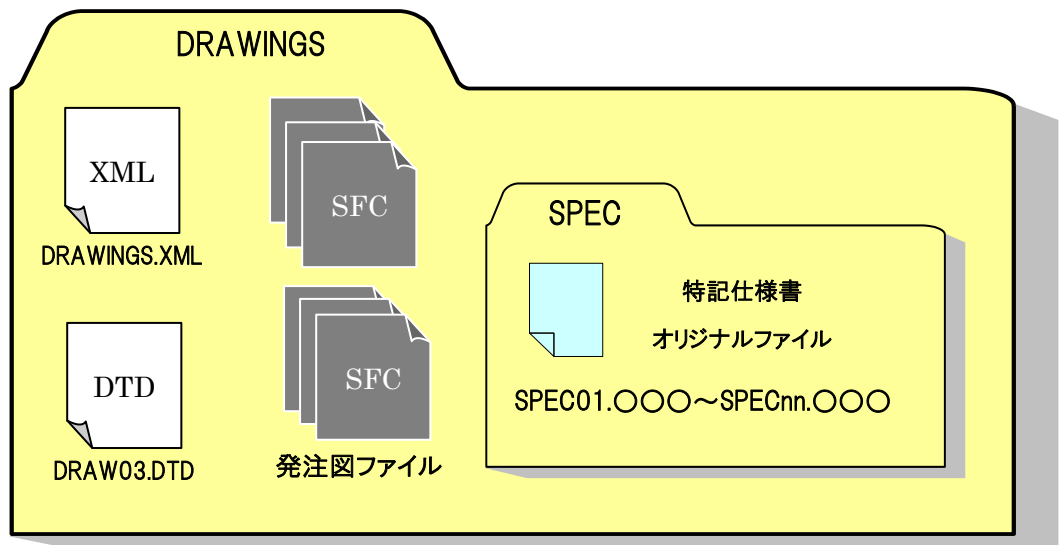 DRAWINGS
XML
DRAWINGS.XML
SFC
DTD
DRAW03.DTD
SFC
発注図ファイル
SPEC
特記仕様書
オリジナルファイル
SPEC01.○○○～SPECnn.○○○